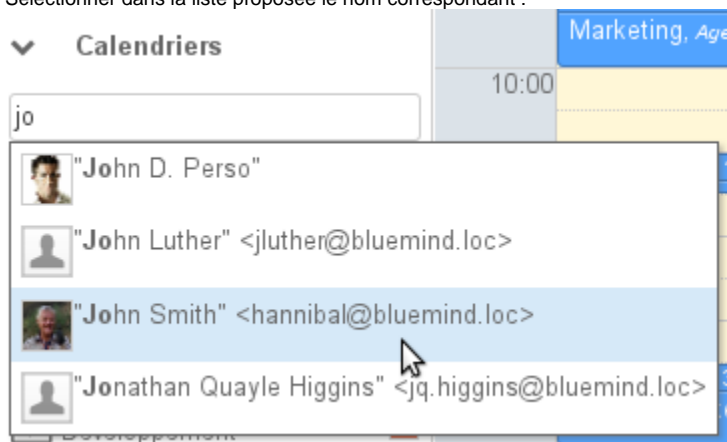 Sélectionner dans la liste proposée le nom correspondant :
Calendriers
Marketing, Age
10:00
jo
"John D. Perso"
"John Luther" <jluther@bluemind.loc>
"John Smith" <hannibal@bluemind.loc>
"Jonathan Quayle Higgins" <jq.higgins@bluemind.loc>
Développement